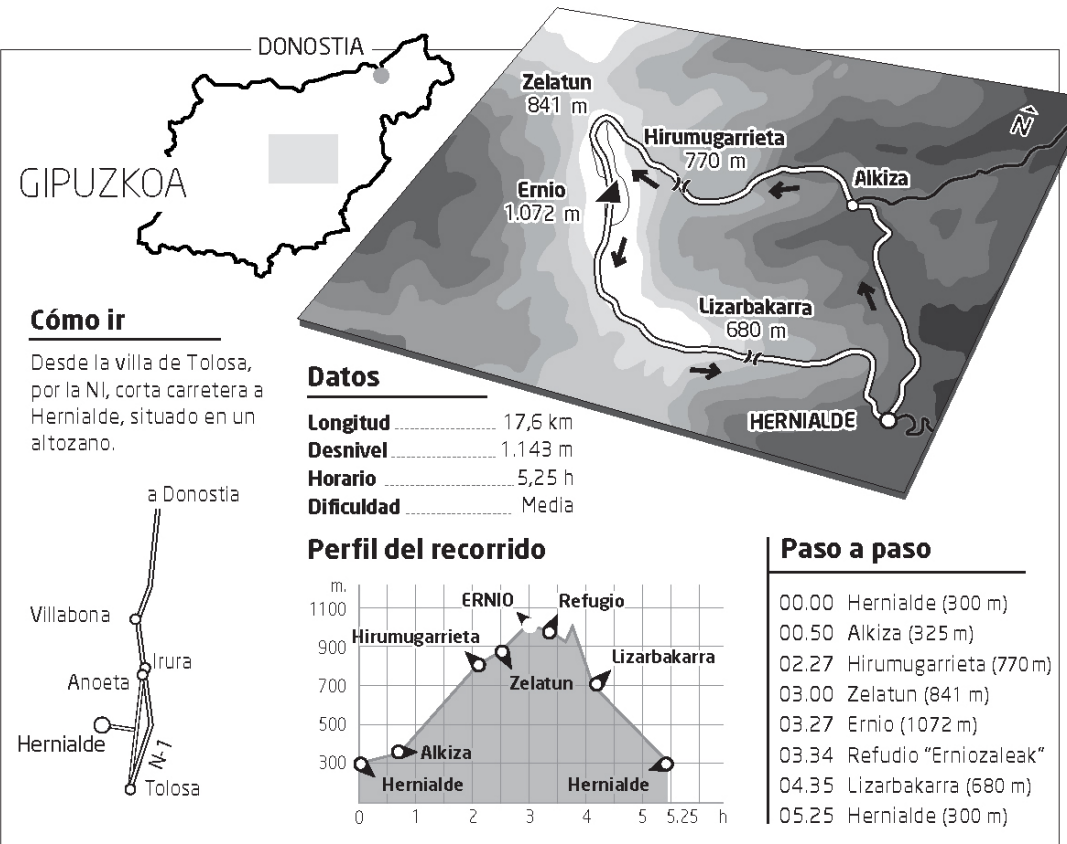 DONOSTIA
GIPUZKOA
Zelatun
841 m
Hirumugarrieta
770 m
Ernio
1.072 m
Alkiza
N
Lizarbakarra
680 m
HERNIALDE
Cómo ir
Desde la villa de Tolosa,
por la NI, corta carretera a
Hernialde, situado en un
altozano.
a Donostia
Villabona
Irura
Anoeta
Hernialde
N-1
Tolosa
Datos
Longitud 17,6 km
Desnivel 1.143 m
Horario 5,25 h
Dificuldad Media
Perfil del recorrido
m.
1100
900
700
500
300
ERNIO
Refugio
Hirumugarrieta
Zelatun
Lizarbakarra
Alkiza
Hernialde
Hernialde
0 1 2 3 4 5 5.25 h
Paso a paso
00.00 Hernialde (300 m)
00.50 Alkiza (325 m)
02.27 Hirumugarrieta (770 m)
03.00 Zelatun (841 m)
03.27 Ernio (1072 m)
03.34 Refudio "Erniozaleak"
04.35 Lizarbakarra (680 m)
05.25 Hernialde (300 m)